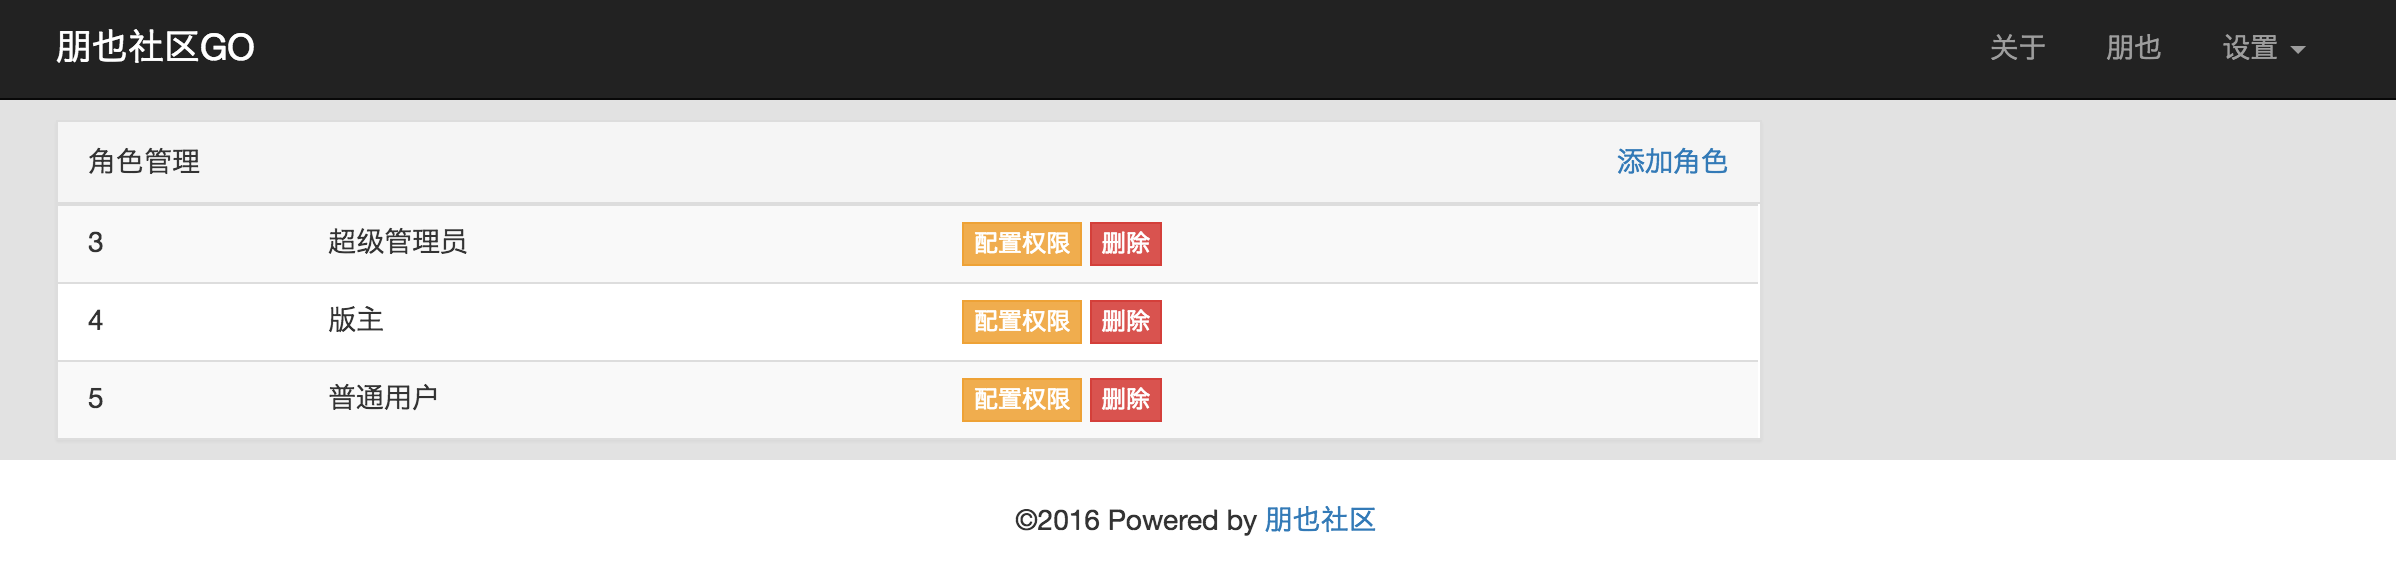 朋也社区GO 关于 朋也 设置
角色管理 添加角色
3 超级管理员 配置权限 删除
4 版主 配置权限 删除
5 普通用户 配置权限 删除
©2016 Powered by 朋也社区